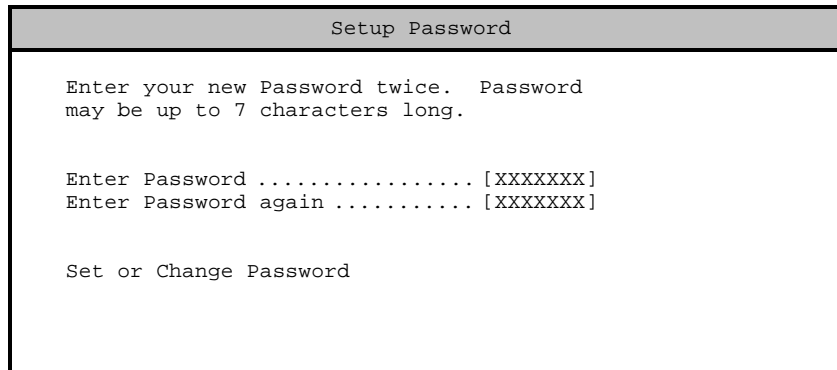 Setup Password
Enter your new Password twice.  Password
may be up to 7 characters long.
Enter Password ................. [XXXXXXX]
Enter Password again ........... [XXXXXXX]
Set or Change Password